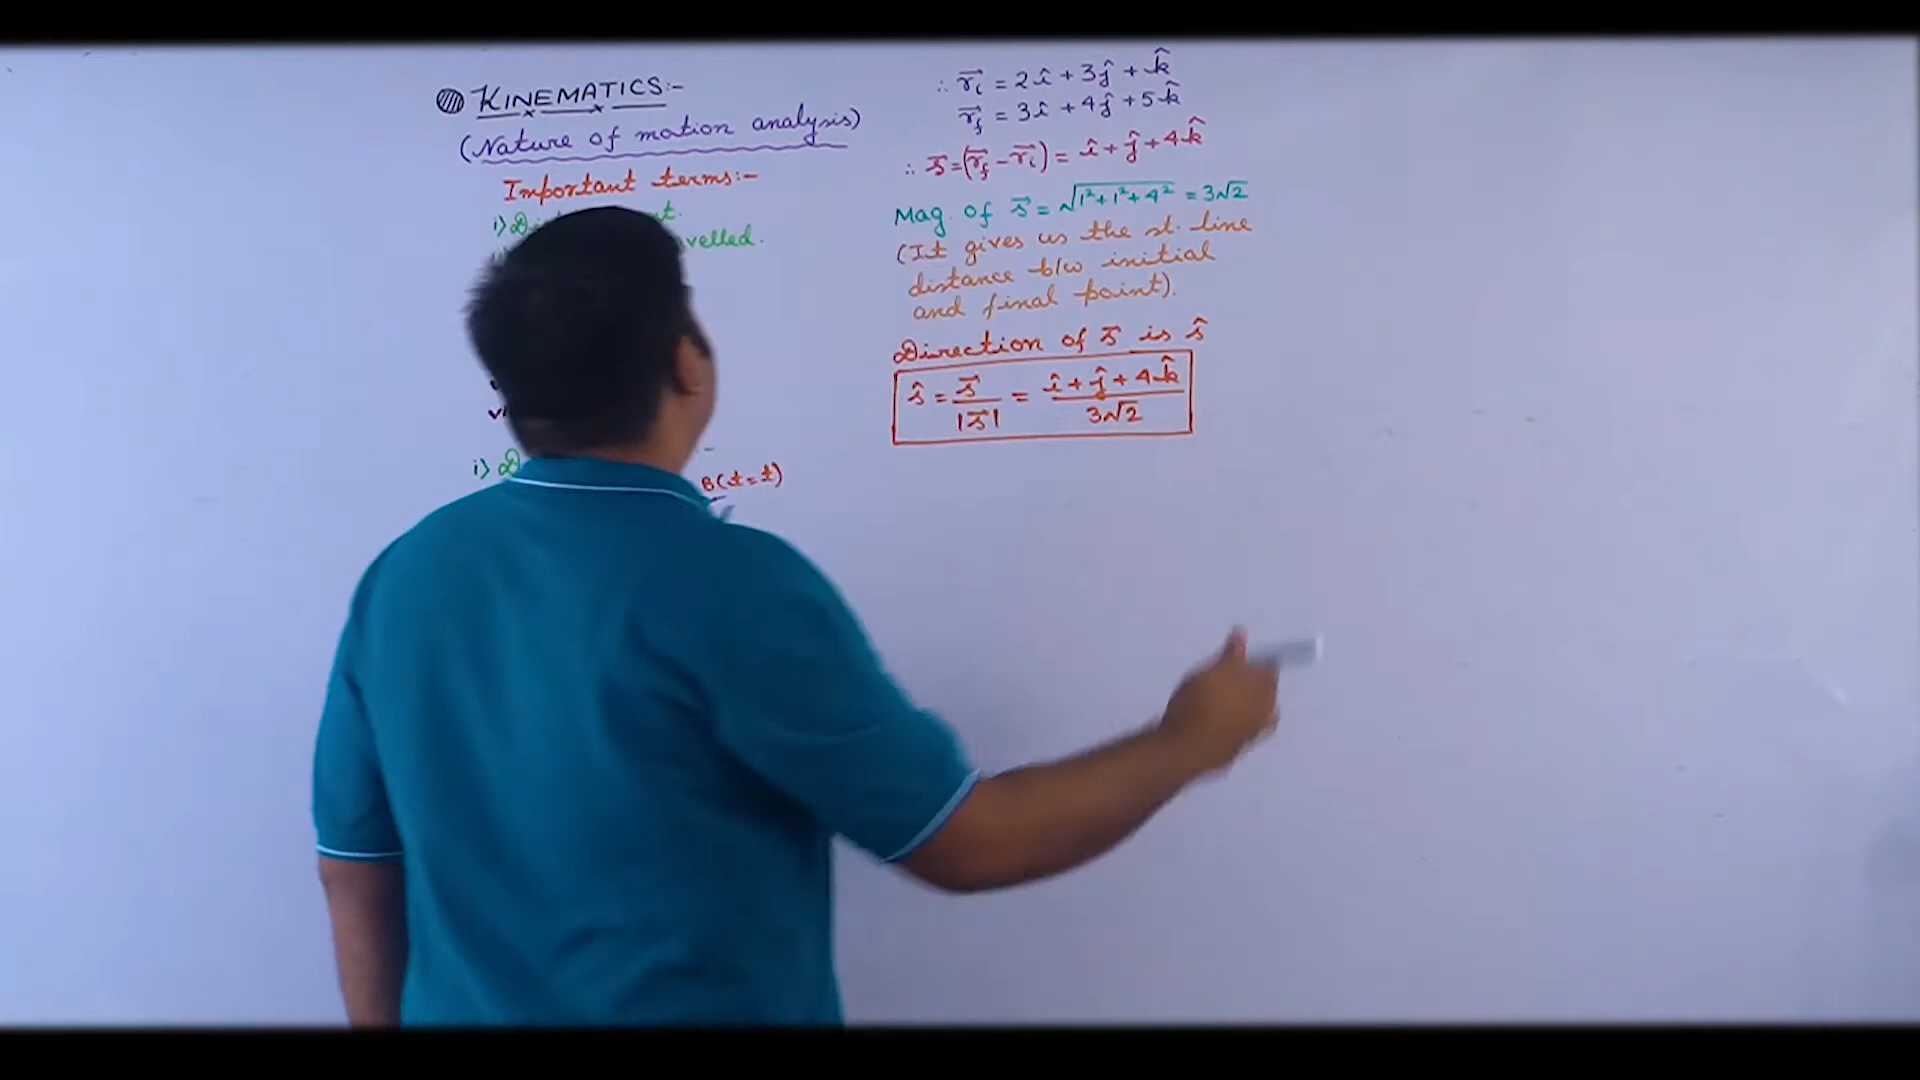 KINEMATICS:-
(Nature of motion analysis)
Important terms:-
i)
velled.
i)
B(t=t)
∴ r⃗ᵢ = 2î + 3ĵ + k̂
r⃗_f = 3î + 4ĵ + 5k̂
∴ s⃗ = (r⃗_f - r⃗ᵢ) = î + ĵ + 4k̂
Mag. of s⃗ = √(1²+1²+4²) = 3√2
(It gives us the st. line
distance b/w initial
and final point).
Direction of s⃗ is ŝ
ŝ = s⃗/|s⃗| = (î + ĵ + 4k̂)/(3√2)